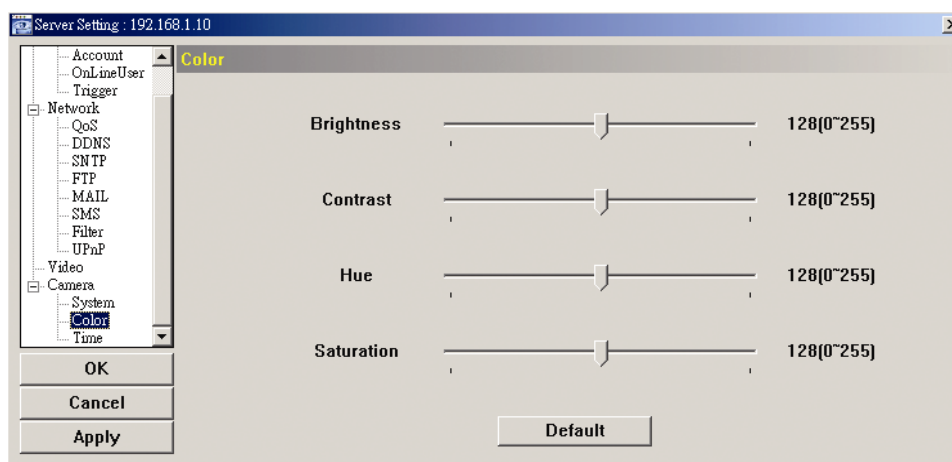 Server Setting : 192.168.1.10
Account
OnLineUser
Trigger
Network
QoS
DDNS
SNTP
FTP
MAIL
SMS
Filter
UPnP
Video
Camera
System
Color
Time
OK
Cancel
Apply
Color
Brightness 128(0~255)
Contrast 128(0~255)
Hue 128(0~255)
Saturation 128(0~255)
Default